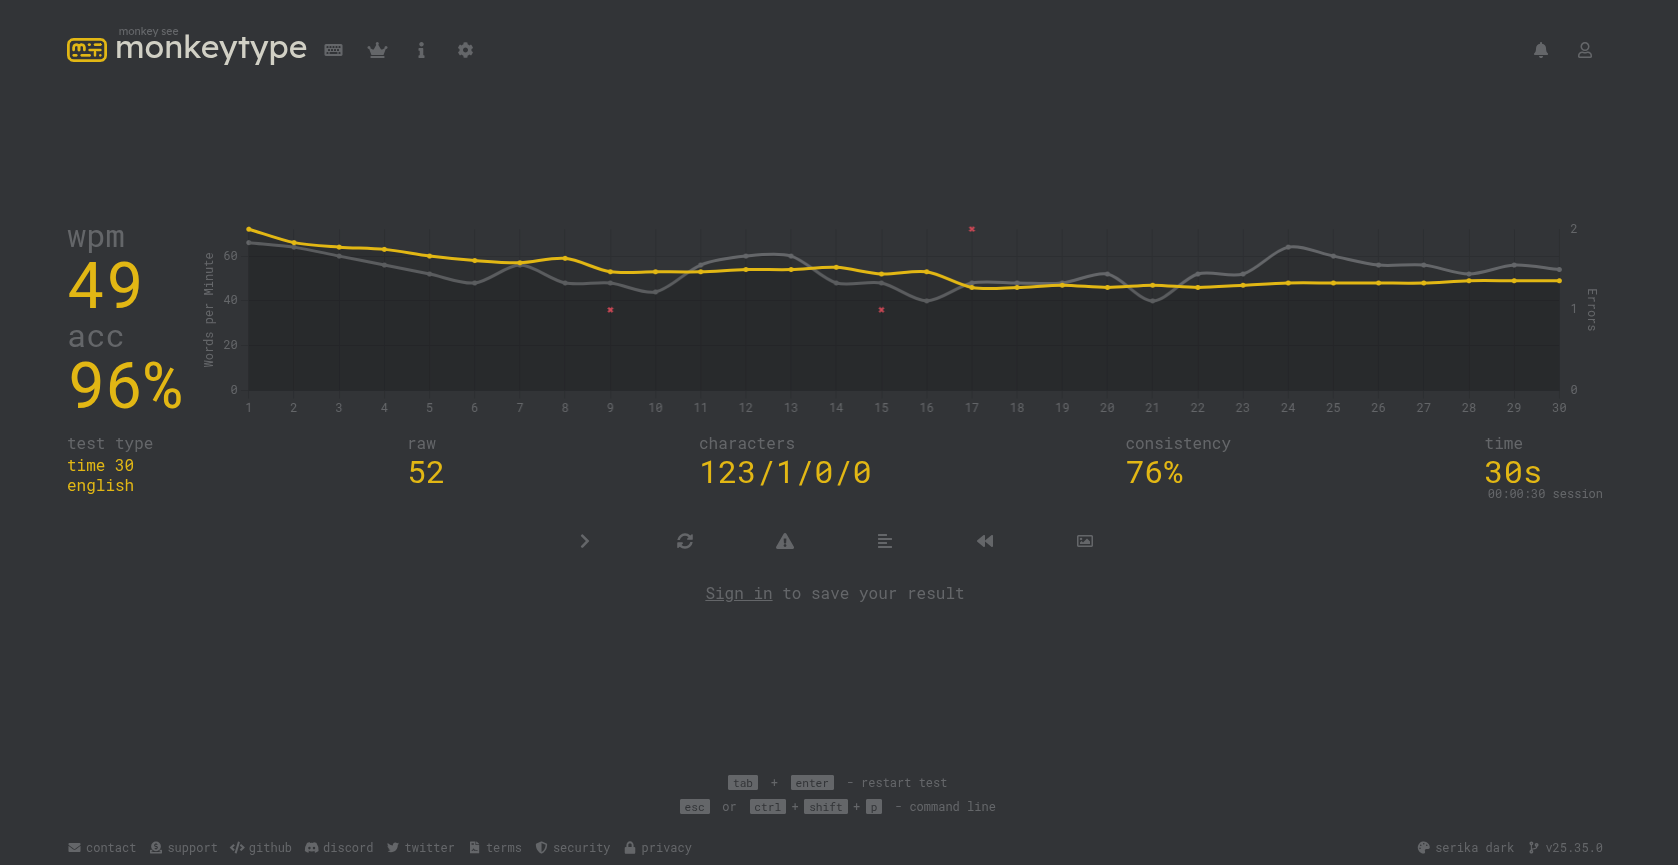 monkey see
monkeytype
wpm
49
acc
96%
Words per Minute
60
40
20
0
2
1
0
Errors
1 2 3 4 5 6 7 8 9 10 11 12 13 14 15 16 17 18 19 20 21 22 23 24 25 26 27 28 29 30
test type
time 30
english
raw
52
characters
123/1/0/0
consistency
76%
time
30s
00:00:30 session
Sign in to save your result
tab + enter - restart test
esc or ctrl + shift + p - command line
contact support github discord twitter terms security privacy serika dark v25.35.0